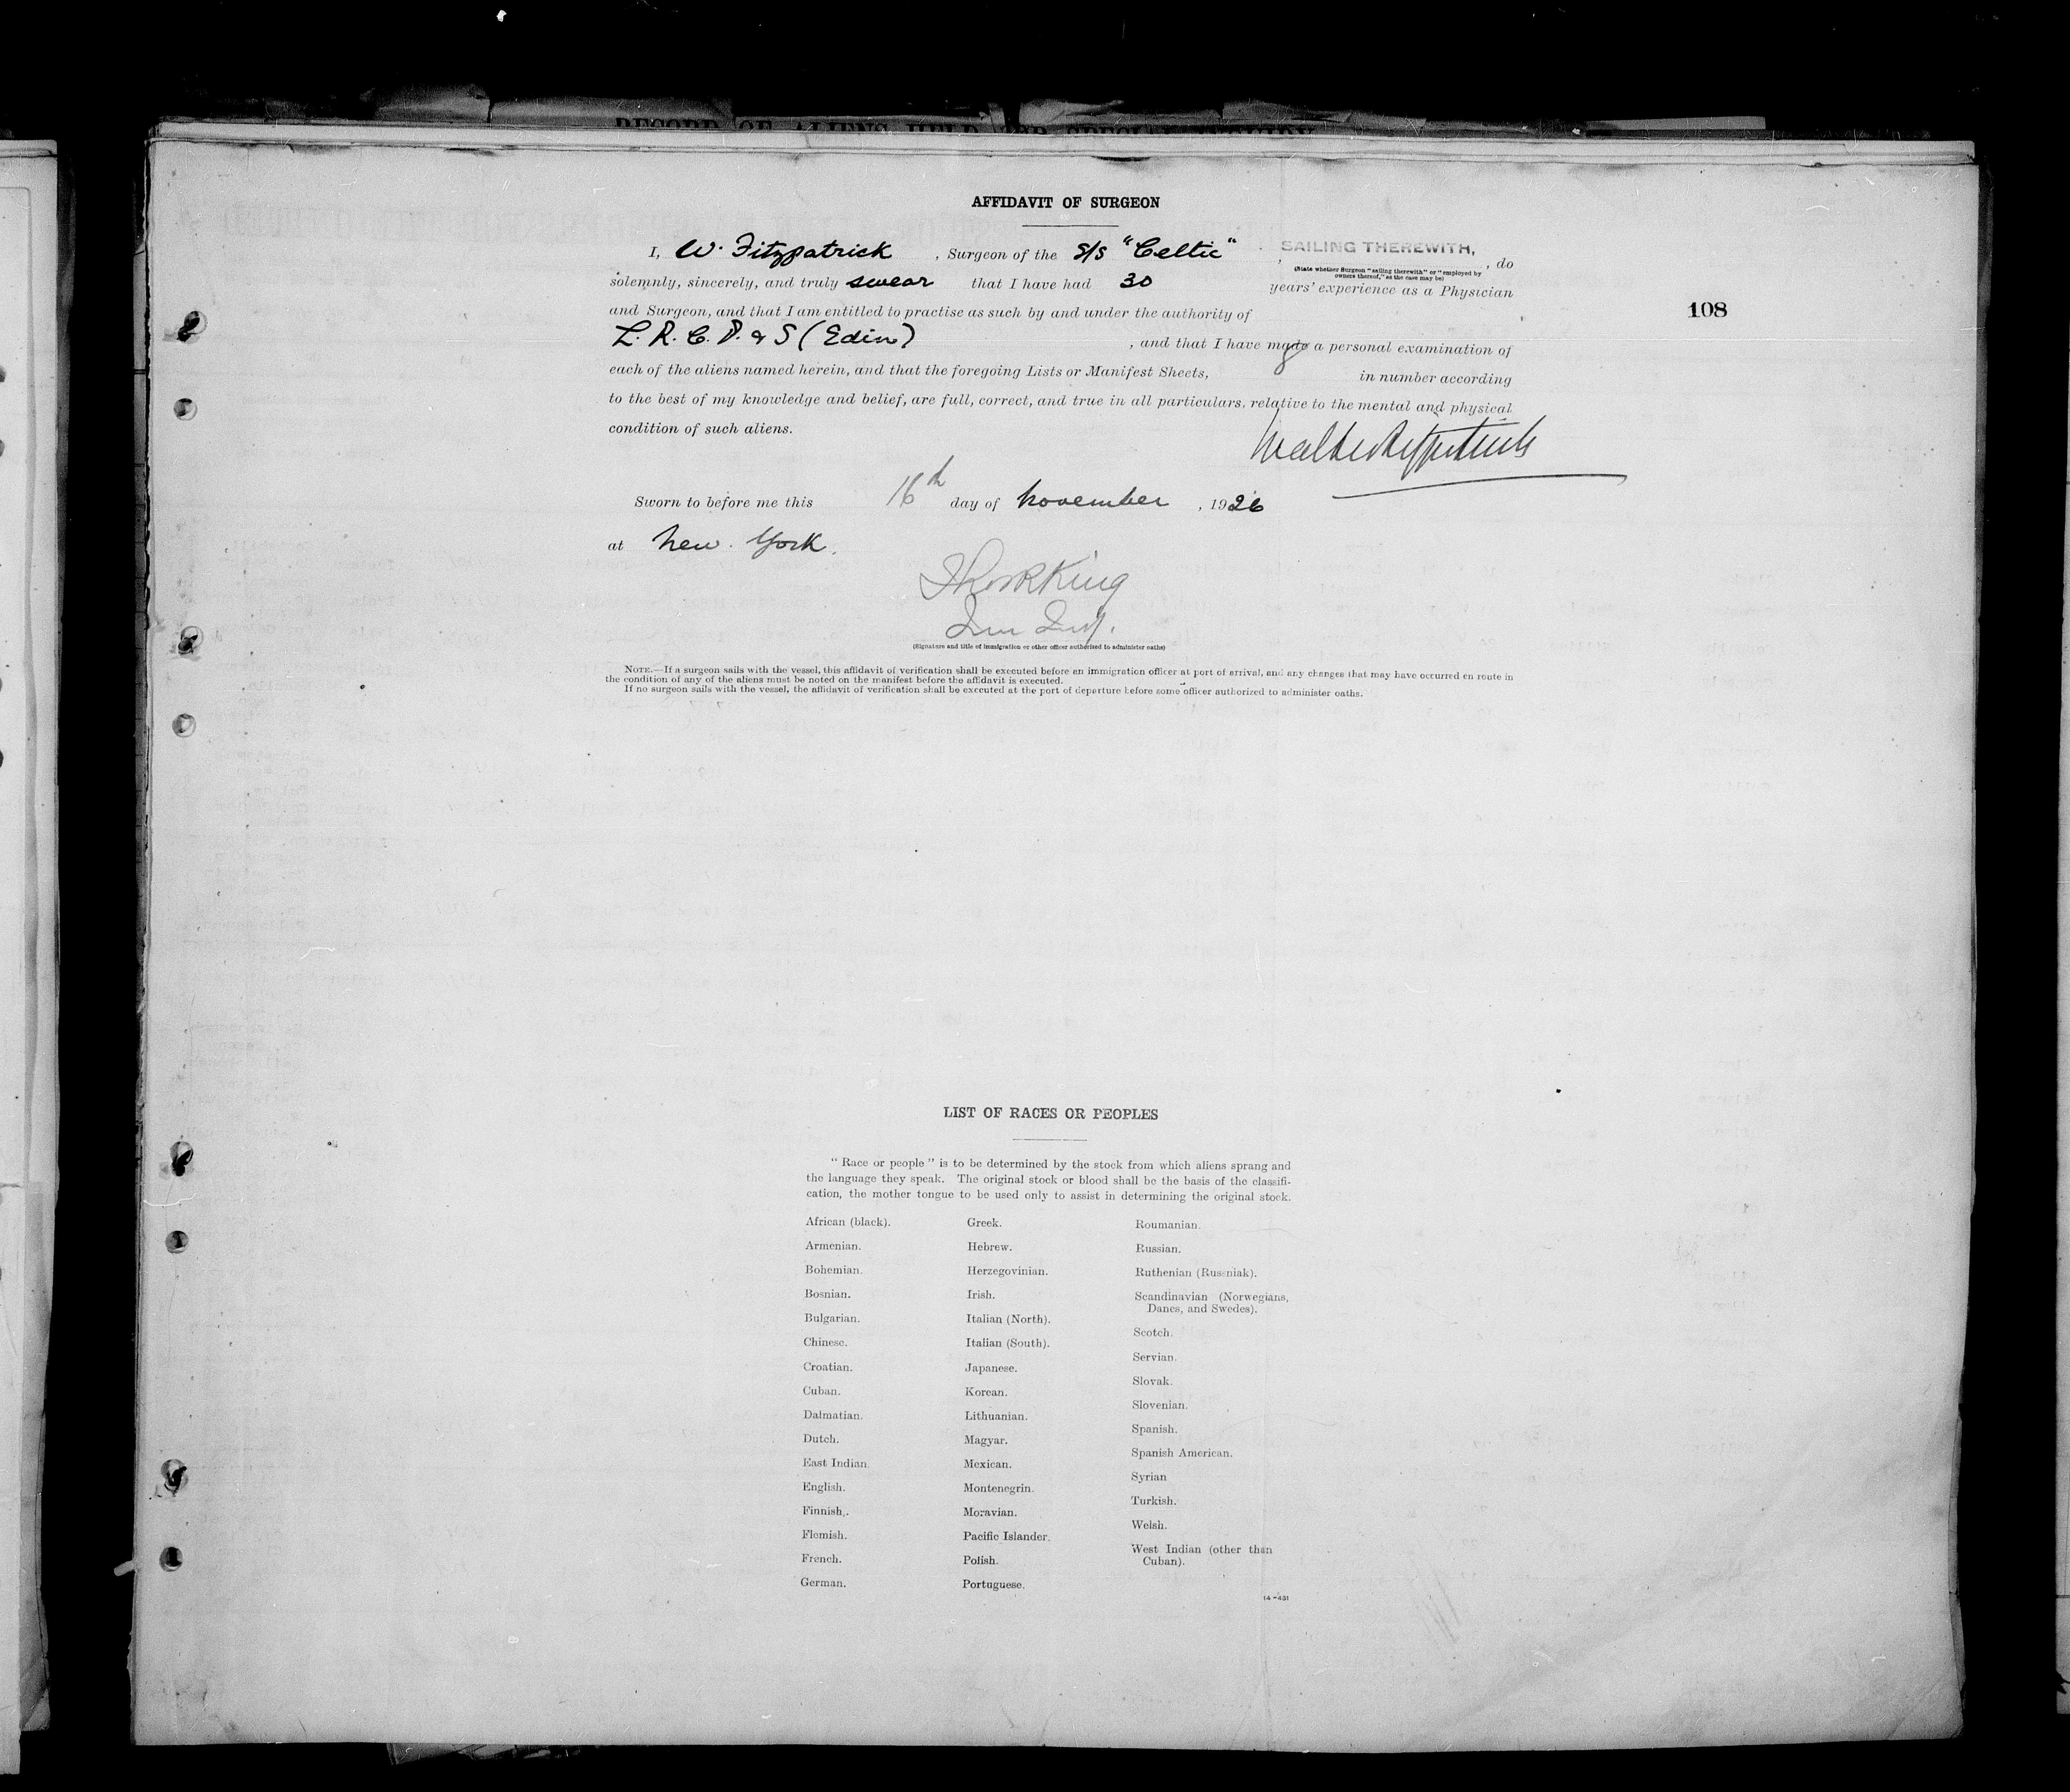 RECORD OF ALIENS HELD FOR SPECIAL INQUIRY
AFFIDAVIT OF SURGEON
I, W. Fitzpatrick , Surgeon of the S/S "Celtic" , SAILING THEREWITH, , do
(State whether Surgeon "sailing therewith" or "employed by
owners thereof," as the case may be)
solemnly, sincerely, and truly swear that I have had 30 years' experience as a Physician
108
and Surgeon, and that I am entitled to practise as such by and under the authority of
L. R. C. P. & S (Edin) , and that I have made a personal examination of
each of the aliens named herein, and that the foregoing Lists or Manifest Sheets, 8 in number according
to the best of my knowledge and belief, are full, correct, and true in all particulars, relative to the mental and physical
condition of such aliens.
Walter Fitzpatrick
Sworn to before me this 16th day of November , 1926
at New York.
King
(Signature and title of immigration or other officer authorized to administer oaths)
NOTE.—If a surgeon sails with the vessel, this affidavit of verification shall be executed before an immigration officer at port of arrival, and any changes that may have occurred en route in
the condition of any of the aliens must be noted on the manifest before the affidavit is executed.
If no surgeon sails with the vessel, the affidavit of verification shall be executed at the port of departure before some officer authorized to administer oaths.
LIST OF RACES OR PEOPLES
"Race or people" is to be determined by the stock from which aliens sprang and
the language they speak. The original stock or blood shall be the basis of the classifi-
cation, the mother tongue to be used only to assist in determining the original stock.
African (black).
Armenian.
Bohemian.
Bosnian.
Bulgarian.
Chinese.
Croatian.
Cuban.
Dalmatian.
Dutch.
East Indian.
English.
Finnish.
Flemish.
French.
German.
Greek.
Hebrew.
Herzegovinian.
Irish.
Italian (North).
Italian (South).
Japanese.
Korean.
Lithuanian.
Magyar.
Mexican.
Montenegrin.
Moravian.
Pacific Islander.
Polish.
Portuguese.
Roumanian.
Russian.
Ruthenian (Russniak).
Scandinavian (Norwegians,
Danes, and Swedes).
Scotch.
Servian.
Slovak.
Slovenian.
Spanish.
Spanish American.
Syrian
Turkish.
Welsh.
West Indian (other than
Cuban).